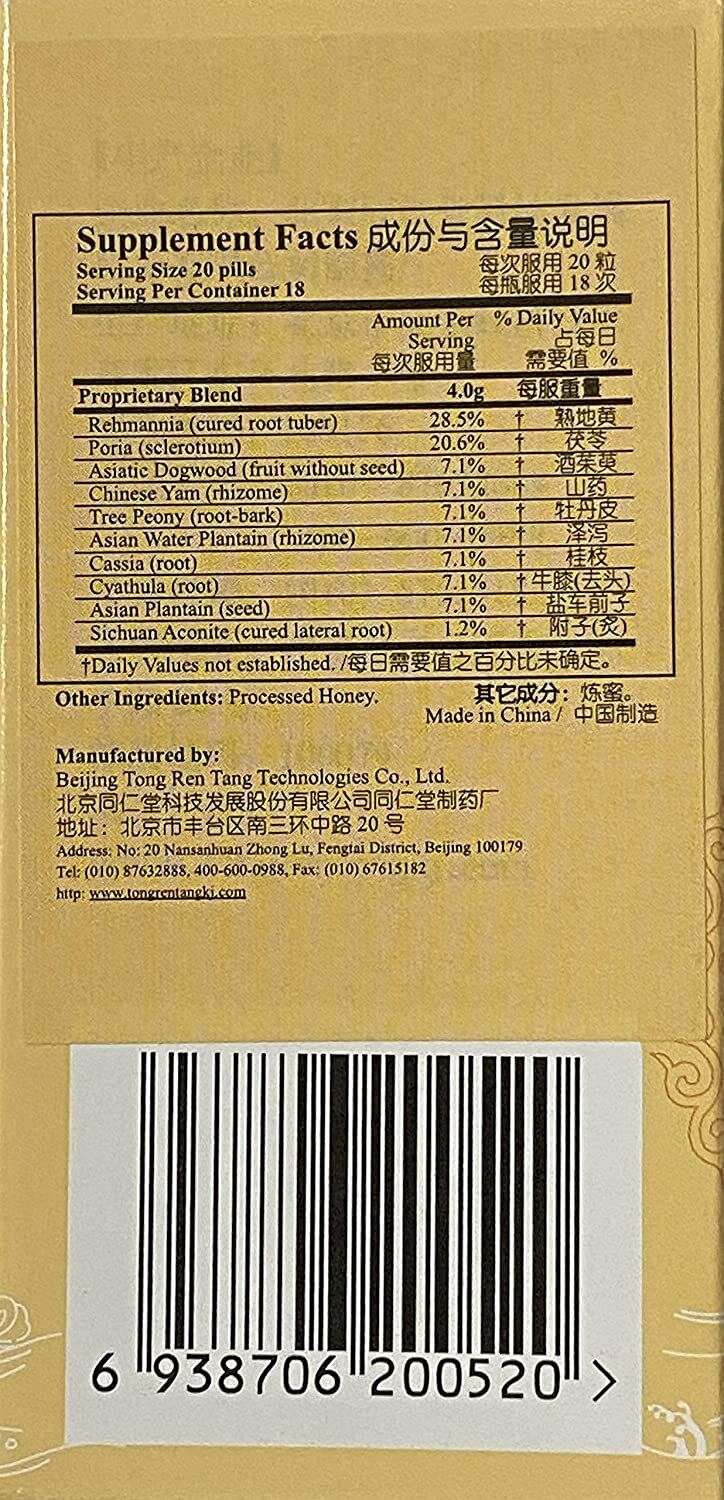 Supplement Facts 成份与含量说明
Serving Size 20 pills 每次服用 20 粒
Serving Per Container 18 每瓶服用 18 次
Amount Per % Daily Value
Serving 占每日
每次服用量 需要值 %
Proprietary Blend 4.0g 每服重量
Rehmannia (cured root tuber) 28.5% † 熟地黄
Poria (sclerotium) 20.6% † 茯苓
Asiatic Dogwood (fruit without seed) 7.1% † 酒茱萸
Chinese Yam (rhizome) 7.1% † 山药
Tree Peony (root-bark) 7.1% † 牡丹皮
Asian Water Plantain (rhizome) 7.1% † 泽泻
Cassia (root) 7.1% † 桂枝
Cyathula (root) 7.1% † 牛膝(去头)
Asian Plantain (seed) 7.1% † 盐车前子
Sichuan Aconite (cured lateral root) 1.2% † 附子(炙)
†Daily Values not established. /每日需要值之百分比未确定。
Other Ingredients: Processed Honey. 其它成分：炼蜜。
Made in China / 中国制造
Manufactured by:
Beijing Tong Ren Tang Technologies Co., Ltd.
北京同仁堂科技发展股份有限公司同仁堂制药厂
地址：北京市丰台区南三环中路 20 号
Address: No: 20 Nansanhuan Zhong Lu, Fengtai District, Beijing 100179
Tel: (010) 87632888, 400-600-0988, Fax: (010) 67615182
http: www.tongrentangkj.com
6 938706 200520 >